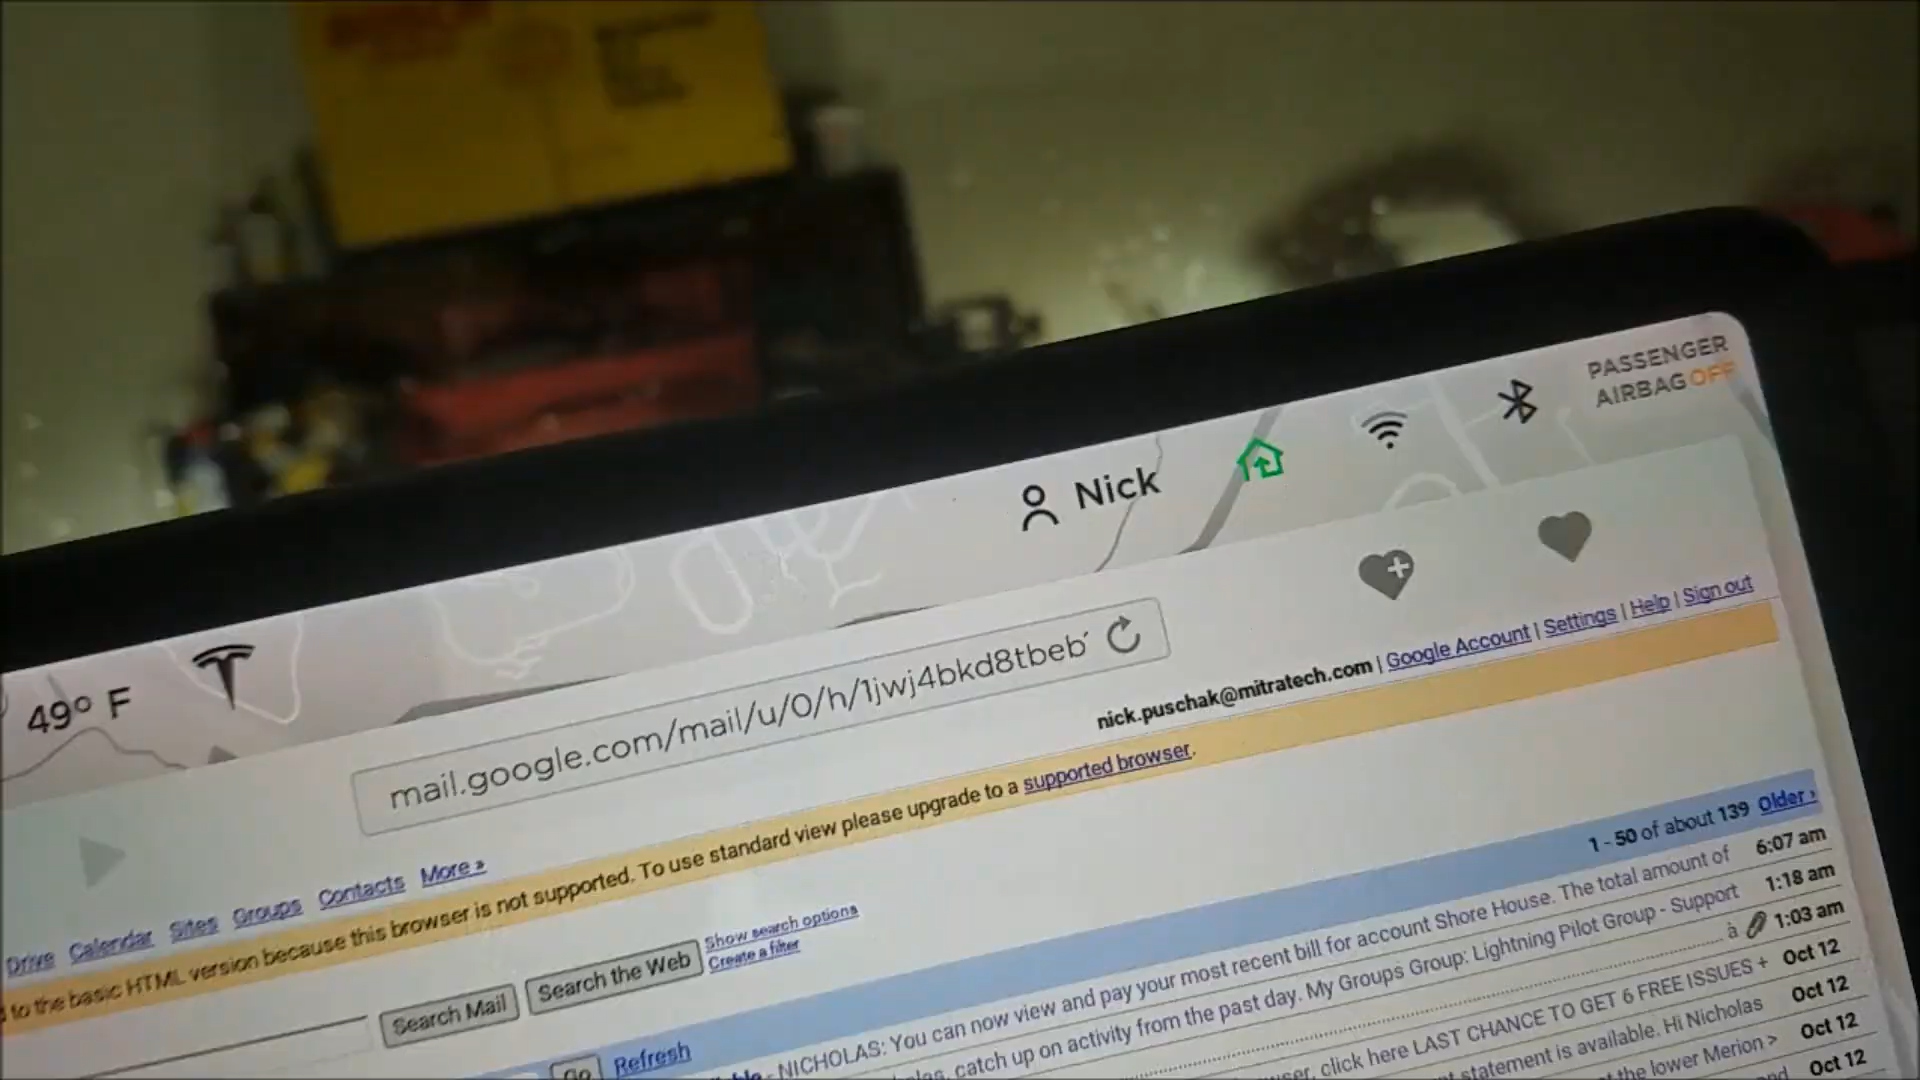 PASSENGER
AIRBAG OFF
Nick
49° F
mail.google.com/mail/u/0/h/1jwj4bkd8tbeb
nick.puschak@mitratech.com | Google Account | Settings | Help | Sign out
Drive Calendar Sites Groups Contacts More »
to the basic HTML version because this browser is not supported. To use standard view please upgrade to a supported browser.
Search Mail Search the Web Show search options
Create a filter
Go Refresh
1 - 50 of about 139 Older ›
- NICHOLAS: You can now view and pay your most recent bill for account Shore House. The total amount of 6:07 am
catch up on activity from the past day. My Groups Group: Lightning Pilot Group - Support 1:18 am
à 1:03 am
click here LAST CHANCE TO GET 6 FREE ISSUES + Oct 12
statement is available. Hi Nicholas Oct 12
the lower Merion > Oct 12
Oct 12